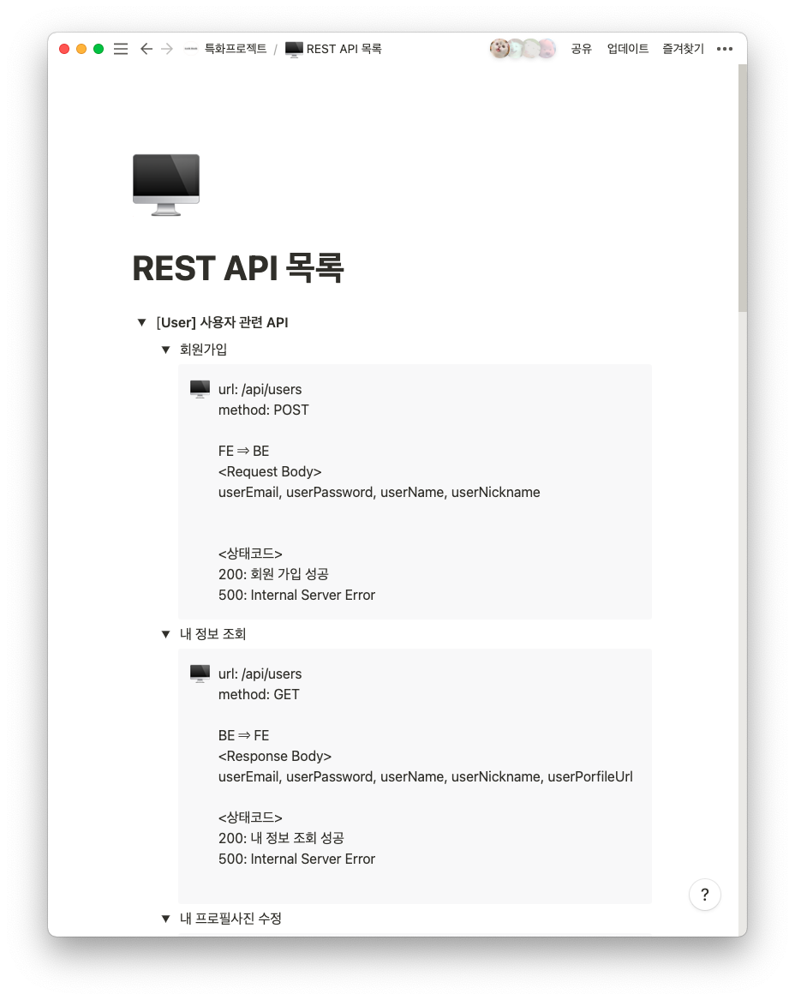 특화프로젝트 / REST API 목록
공유 업데이트 즐겨찾기
REST API 목록
[User] 사용자 관련 API
회원가입
url: /api/users
method: POST
FE ⇒ BE
<Request Body>
userEmail, userPassword, userName, userNickname
<상태코드>
200: 회원 가입 성공
500: Internal Server Error
내 정보 조회
url: /api/users
method: GET
BE ⇒ FE
<Response Body>
userEmail, userPassword, userName, userNickname, userPorfileUrl
<상태코드>
200: 내 정보 조회 성공
500: Internal Server Error
?
내 프로필사진 수정